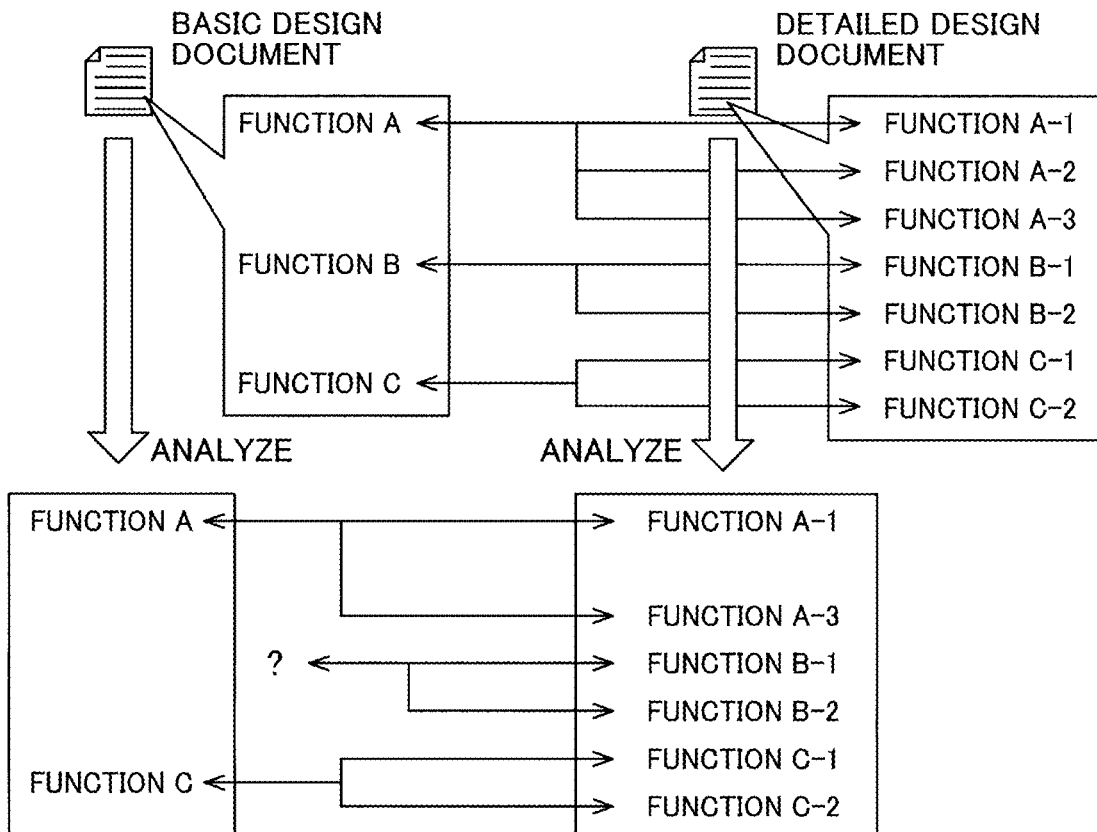 BASIC DESIGN
DOCUMENT
DETAILED DESIGN
DOCUMENT
FUNCTION A
FUNCTION B
FUNCTION C
FUNCTION A-1
FUNCTION A-2
FUNCTION A-3
FUNCTION B-1
FUNCTION B-2
FUNCTION C-1
FUNCTION C-2
ANALYZE
ANALYZE
FUNCTION A
?
FUNCTION C
FUNCTION A-1
FUNCTION A-3
FUNCTION B-1
FUNCTION B-2
FUNCTION C-1
FUNCTION C-2